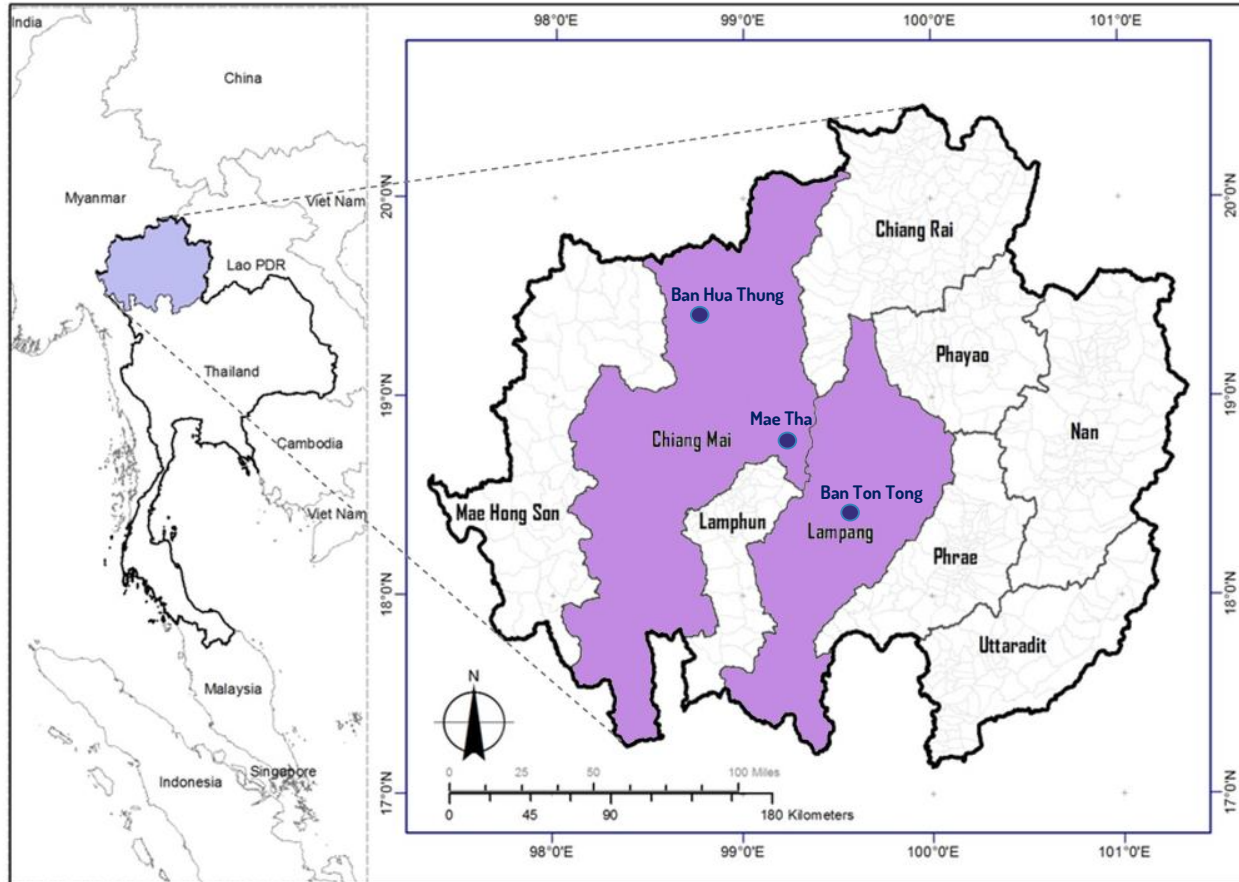 India
China
Myanmar
Viet Nam
Lao PDR
Thailand
Cambodia
Viet Nam
Malaysia
Singapore
Indonesia
98°0'E 99°0'E 100°0'E 101°0'E
20°0'N 20°0'N
Chiang Rai
Ban Hua Thung
Phayao
19°0'N 19°0'N
Mae Tha
Chiang Mai
Nan
Ban Ton Tong
Mae Hong Son
Lamphun
Lampang
Phrae
18°0'N 18°0'N
Uttaradit
N
0 25 50 100 Miles
0 45 90 180 Kilometers
17°0'N 17°0'N
98°0'E 99°0'E 100°0'E 101°0'E